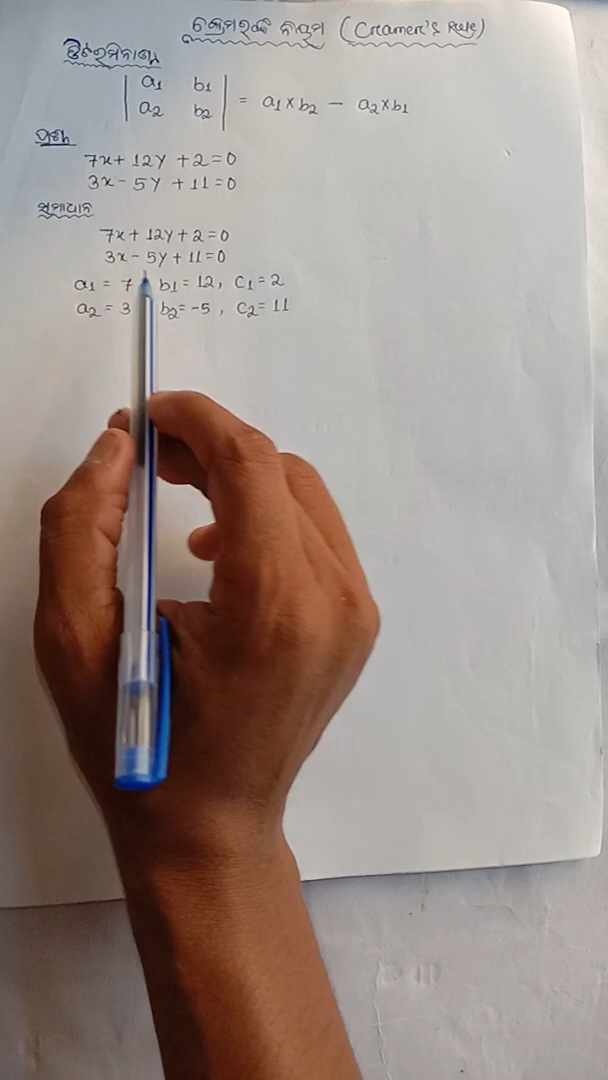 କ୍ରେମରଙ୍କ ନିୟମ (Creamer's Rule)
ଡିଟରମିନାଣ୍ଟ
| a1 b1 |
| a2 b2 | = a1 x b2 - a2 x b1
ପ୍ରଶ୍ନ
7x + 12y + 2 = 0
3x - 5y + 11 = 0
ସମାଧାନ
7x + 12y + 2 = 0
3x - 5y + 11 = 0
a1 = 7 b1 = 12, c1 = 2
a2 = 3 b2 = -5, c2 = 11